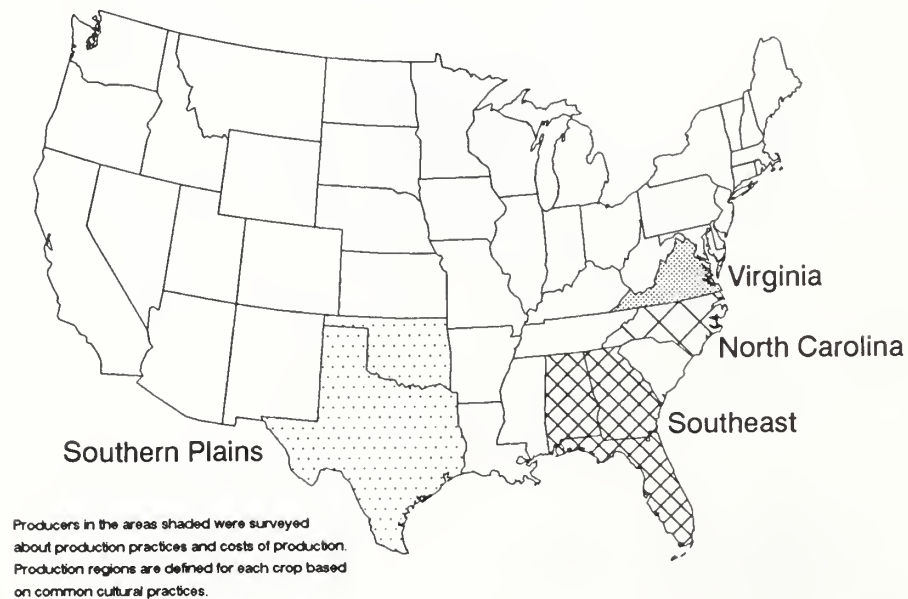 Virginia
North Carolina
Southeast
Southern Plains
Producers in the areas shaded were surveyed
about production practices and costs of production.
Production regions are defined for each crop based
on common cultural practices.